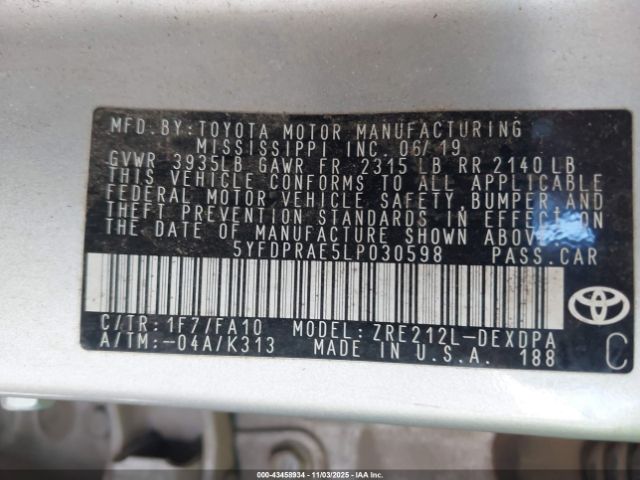 MFD.BY:TOYOTA MOTOR MANUFACTURING
MISSISSIPPI INC. 06/19
GVWR 3935LB GAWR FR 2315 LB RR 2140 LB
THIS VEHICLE CONFORMS TO ALL APPLICABLE
FEDERAL MOTOR VEHICLE SAFETY, BUMPER, AND
THEFT PREVENTION STANDARDS IN EFFECT ON
THE DATE OF MANUFACTURE SHOWN ABOVE.
5YFDPRAE5LP030598 PASS.CAR
C/TR: 1F7/FA10 MODEL: ZRE212L-DEXDPA
A/TM:-04A/K313 MADE IN U.S.A. 188
C
000-43458934 - 11/03/2025 - IAAI.CA